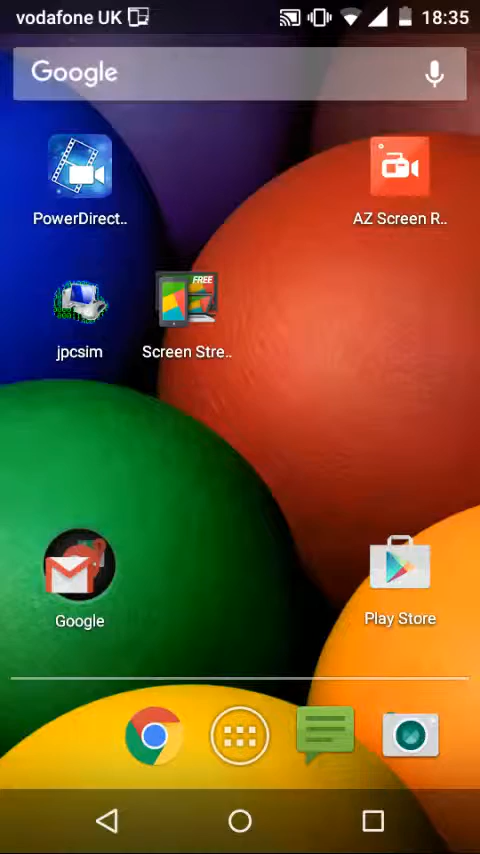 vodafone UK 18:35
Google
PowerDirect..
AZ Screen R..
FREE
jpcsim
Screen Stre..
Google
Play Store